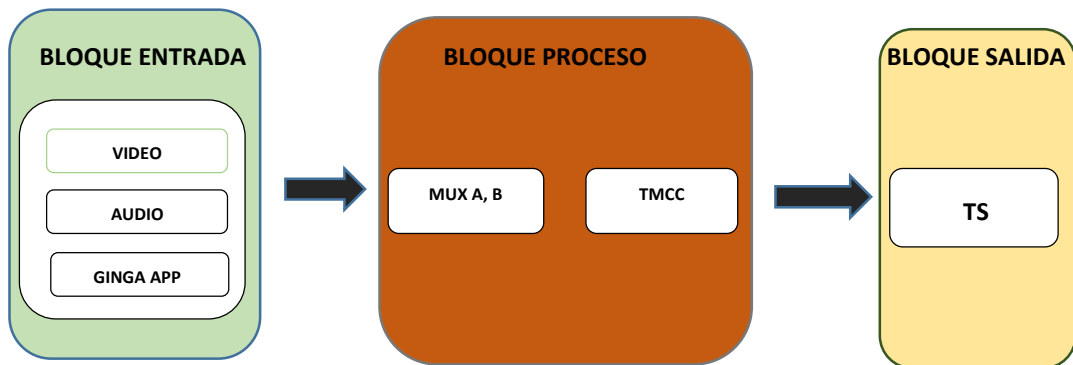 BLOQUE ENTRADA
VIDEO
AUDIO
GINGA APP
BLOQUE PROCESO
MUX A, B
TMCC
BLOQUE SALIDA
TS